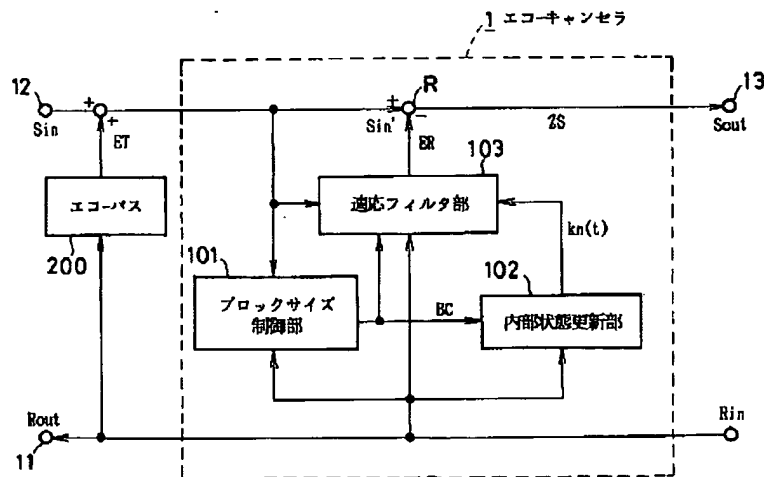 1 エコーキャンセラ
12
Sin
+
+
ET
エコーパス
200
Sin'
+
R
-
ER
ZS
13
Sout
103
適応フィルタ部
kn(t)
101
ブロックサイズ
制御部
BC
102
内部状態更新部
Rout
11
Rin